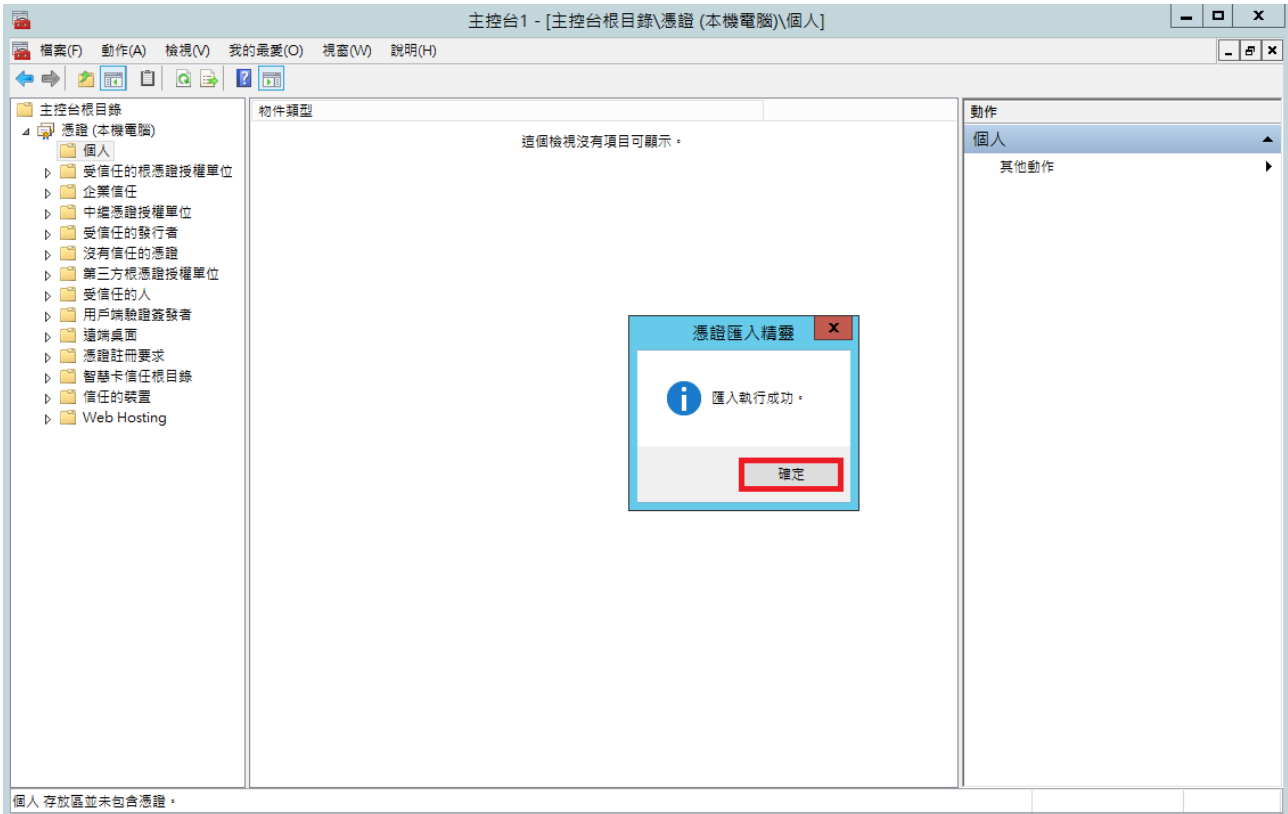 主控台1 - [主控台根目錄\憑證 (本機電腦)\個人]
檔案(F) 動作(A) 檢視(V) 我的最愛(O) 視窗(W) 說明(H)
主控台根目錄
憑證 (本機電腦)
個人
受信任的根憑證授權單位
企業信任
中繼憑證授權單位
受信任的發行者
沒有信任的憑證
第三方根憑證授權單位
受信任的人
用戶端驗證簽發者
遠端桌面
憑證註冊要求
智慧卡信任根目錄
信任的裝置
Web Hosting
物件類型
這個檢視沒有項目可顯示。
憑證匯入精靈
匯入執行成功。
確定
動作
個人
其他動作
個人 存放區並未包含憑證。